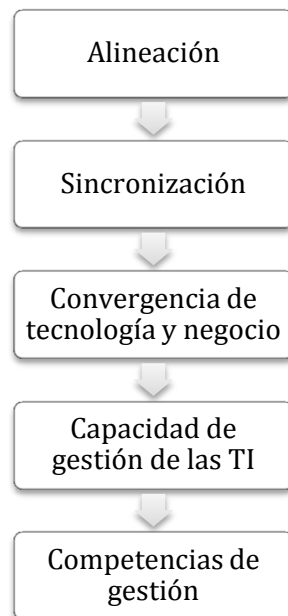 Alineación
Sincronización
Convergencia de
tecnología y negocio
Capacidad de
gestión de las TI
Competencias de
gestión